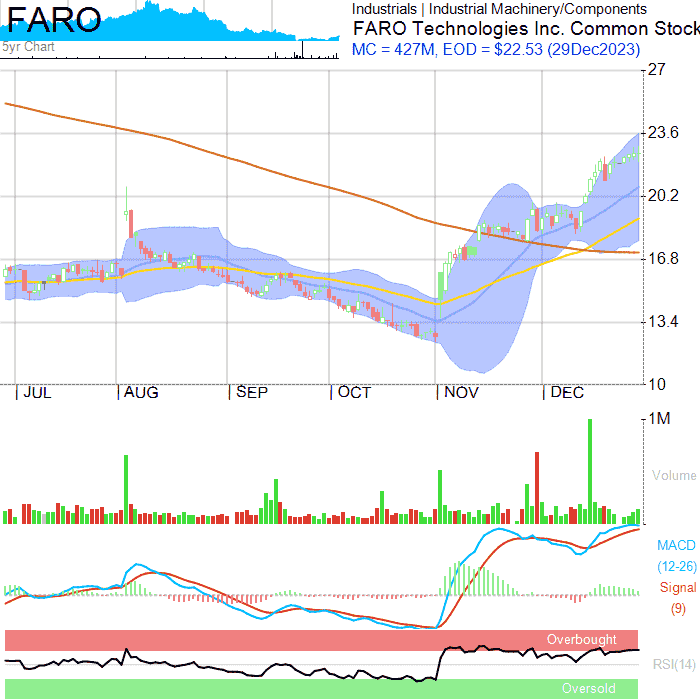 FARO
5yr Chart
Industrials | Industrial Machinery/Components
FARO Technologies Inc. Common Stock
MC = 427M, EOD = $22.53 (29Dec2023)
27
23.6
20.2
16.8
13.4
10
JUL
AUG
SEP
OCT
NOV
DEC
1M
Volume
MACD
(12-26)
Signal
(9)
Overbought
RSI(14)
Oversold